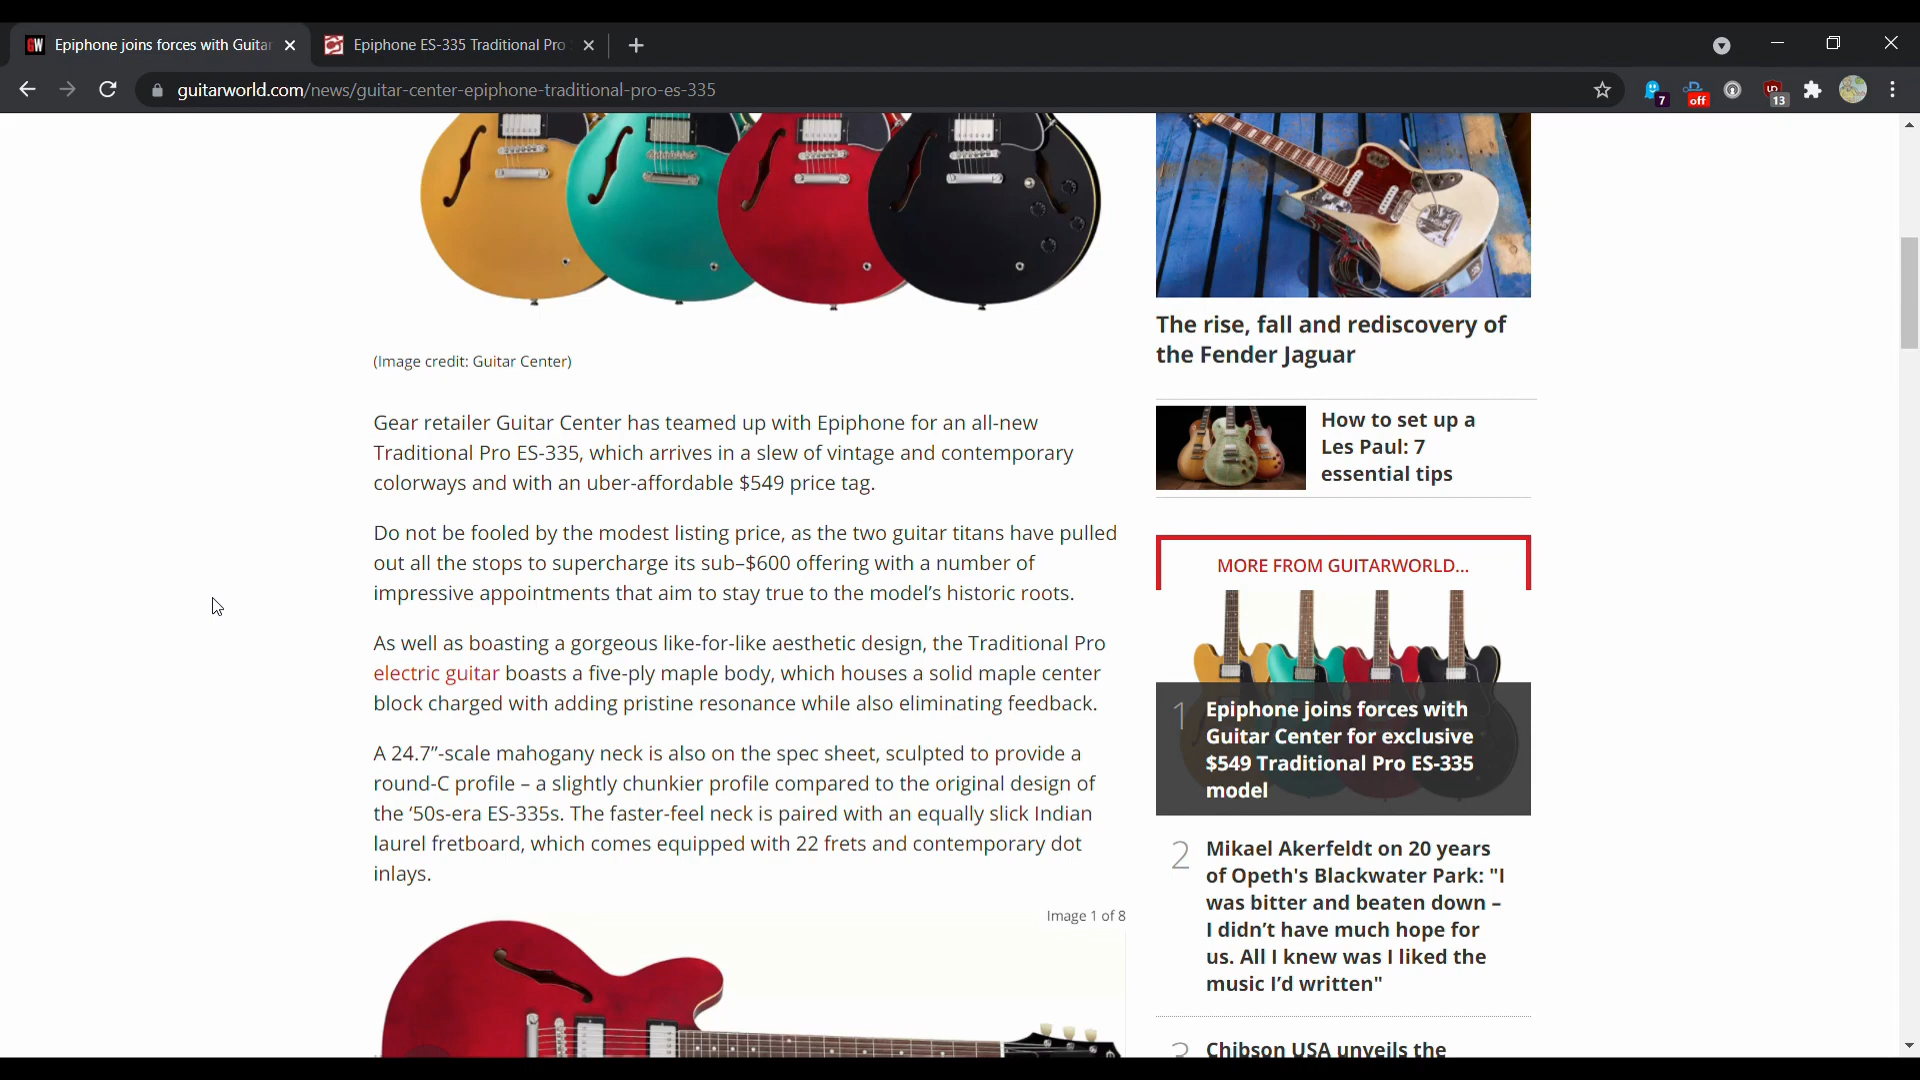 GW Epiphone joins forces with Guitar
Epiphone ES-335 Traditional Pro
guitarworld.com/news/guitar-center-epiphone-traditional-pro-es-335
7
off
13
(Image credit: Guitar Center)
Gear retailer Guitar Center has teamed up with Epiphone for an all-new
Traditional Pro ES-335, which arrives in a slew of vintage and contemporary
colorways and with an uber-affordable $549 price tag.
Do not be fooled by the modest listing price, as the two guitar titans have pulled
out all the stops to supercharge its sub–$600 offering with a number of
impressive appointments that aim to stay true to the model’s historic roots.
As well as boasting a gorgeous like-for-like aesthetic design, the Traditional Pro
electric guitar boasts a five-ply maple body, which houses a solid maple center
block charged with adding pristine resonance while also eliminating feedback.
A 24.7”-scale mahogany neck is also on the spec sheet, sculpted to provide a
round-C profile – a slightly chunkier profile compared to the original design of
the ‘50s-era ES-335s. The faster-feel neck is paired with an equally slick Indian
laurel fretboard, which comes equipped with 22 frets and contemporary dot
inlays.
Image 1 of 8
The rise, fall and rediscovery of
the Fender Jaguar
How to set up a
Les Paul: 7
essential tips
MORE FROM GUITARWORLD...
1 Epiphone joins forces with
Guitar Center for exclusive
$549 Traditional Pro ES-335
model
2 Mikael Akerfeldt on 20 years
of Opeth's Blackwater Park: "I
was bitter and beaten down –
I didn’t have much hope for
us. All I knew was I liked the
music I’d written"
3 Chibson USA unveils the